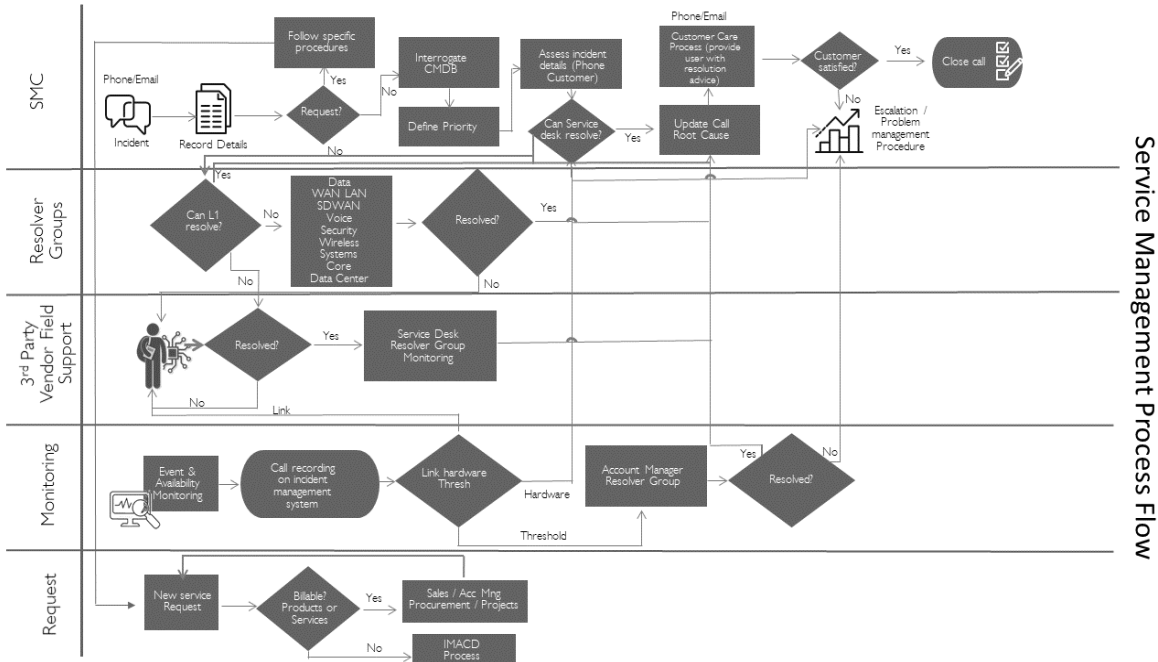 Service Management Process Flow
SMC
Phone/Email
Incident
Record Details
Follow specific
procedures
Yes
Request?
No
Interrogate
CMDB
Define Priority
Assess incident
details (Phone
Customer)
Can Service
desk resolve?
Yes
No
Phone/Email
Customer Care
Process (provide
user with
resolution
advice)
Update Call
Root Cause
Customer
satisfied?
Yes
Close call
No
Escalation /
Problem
management
Procedure
Resolver
Groups
Yes
Can L1
resolve?
No
No
Data
WAN LAN
SDWAN
Voice
Security
Wireless
Systems
Core
Data Center
Resolved?
Yes
No
3rd Party
Vendor Field
Support
Resolved?
Yes
No
Service Desk
Resolver Group
Monitoring
Link
Monitoring
Event &
Availability
Monitoring
Call recording
on incident
management
system
Link hardware
Thresh
Hardware
Threshold
Account Manager
Resolver Group
Yes
Resolved?
No
Request
New service
Request
Billable?
Products or
Services
Yes
No
Sales / Acc Mng
Procurement / Projects
IMACD
Process